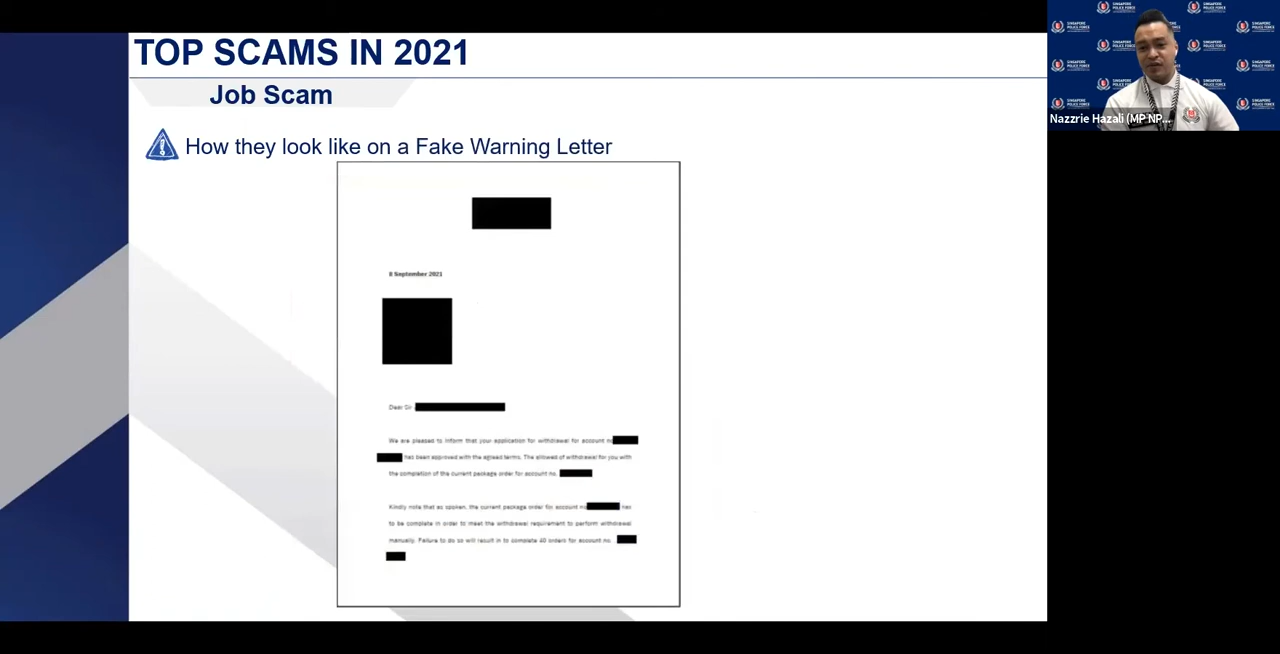 TOP SCAMS IN 2021
Job Scam
How they look like on a Fake Warning Letter
8 September 2021
Dear Sir
We are pleased to inform that your application for withdrawal for account no
has been approved with the agreed terms. The allowed of withdrawal for you with
the completion of the current package order for account no.
Kindly note that as spoken, the current package order for account no has
to be complete in order to meet the withdrawal requirement to perform withdrawal
manually. Failure to do so will result in to complete 40 orders for account no.
Nazzrie Hazali (MP NP...
SINGAPORE
POLICE FORCE